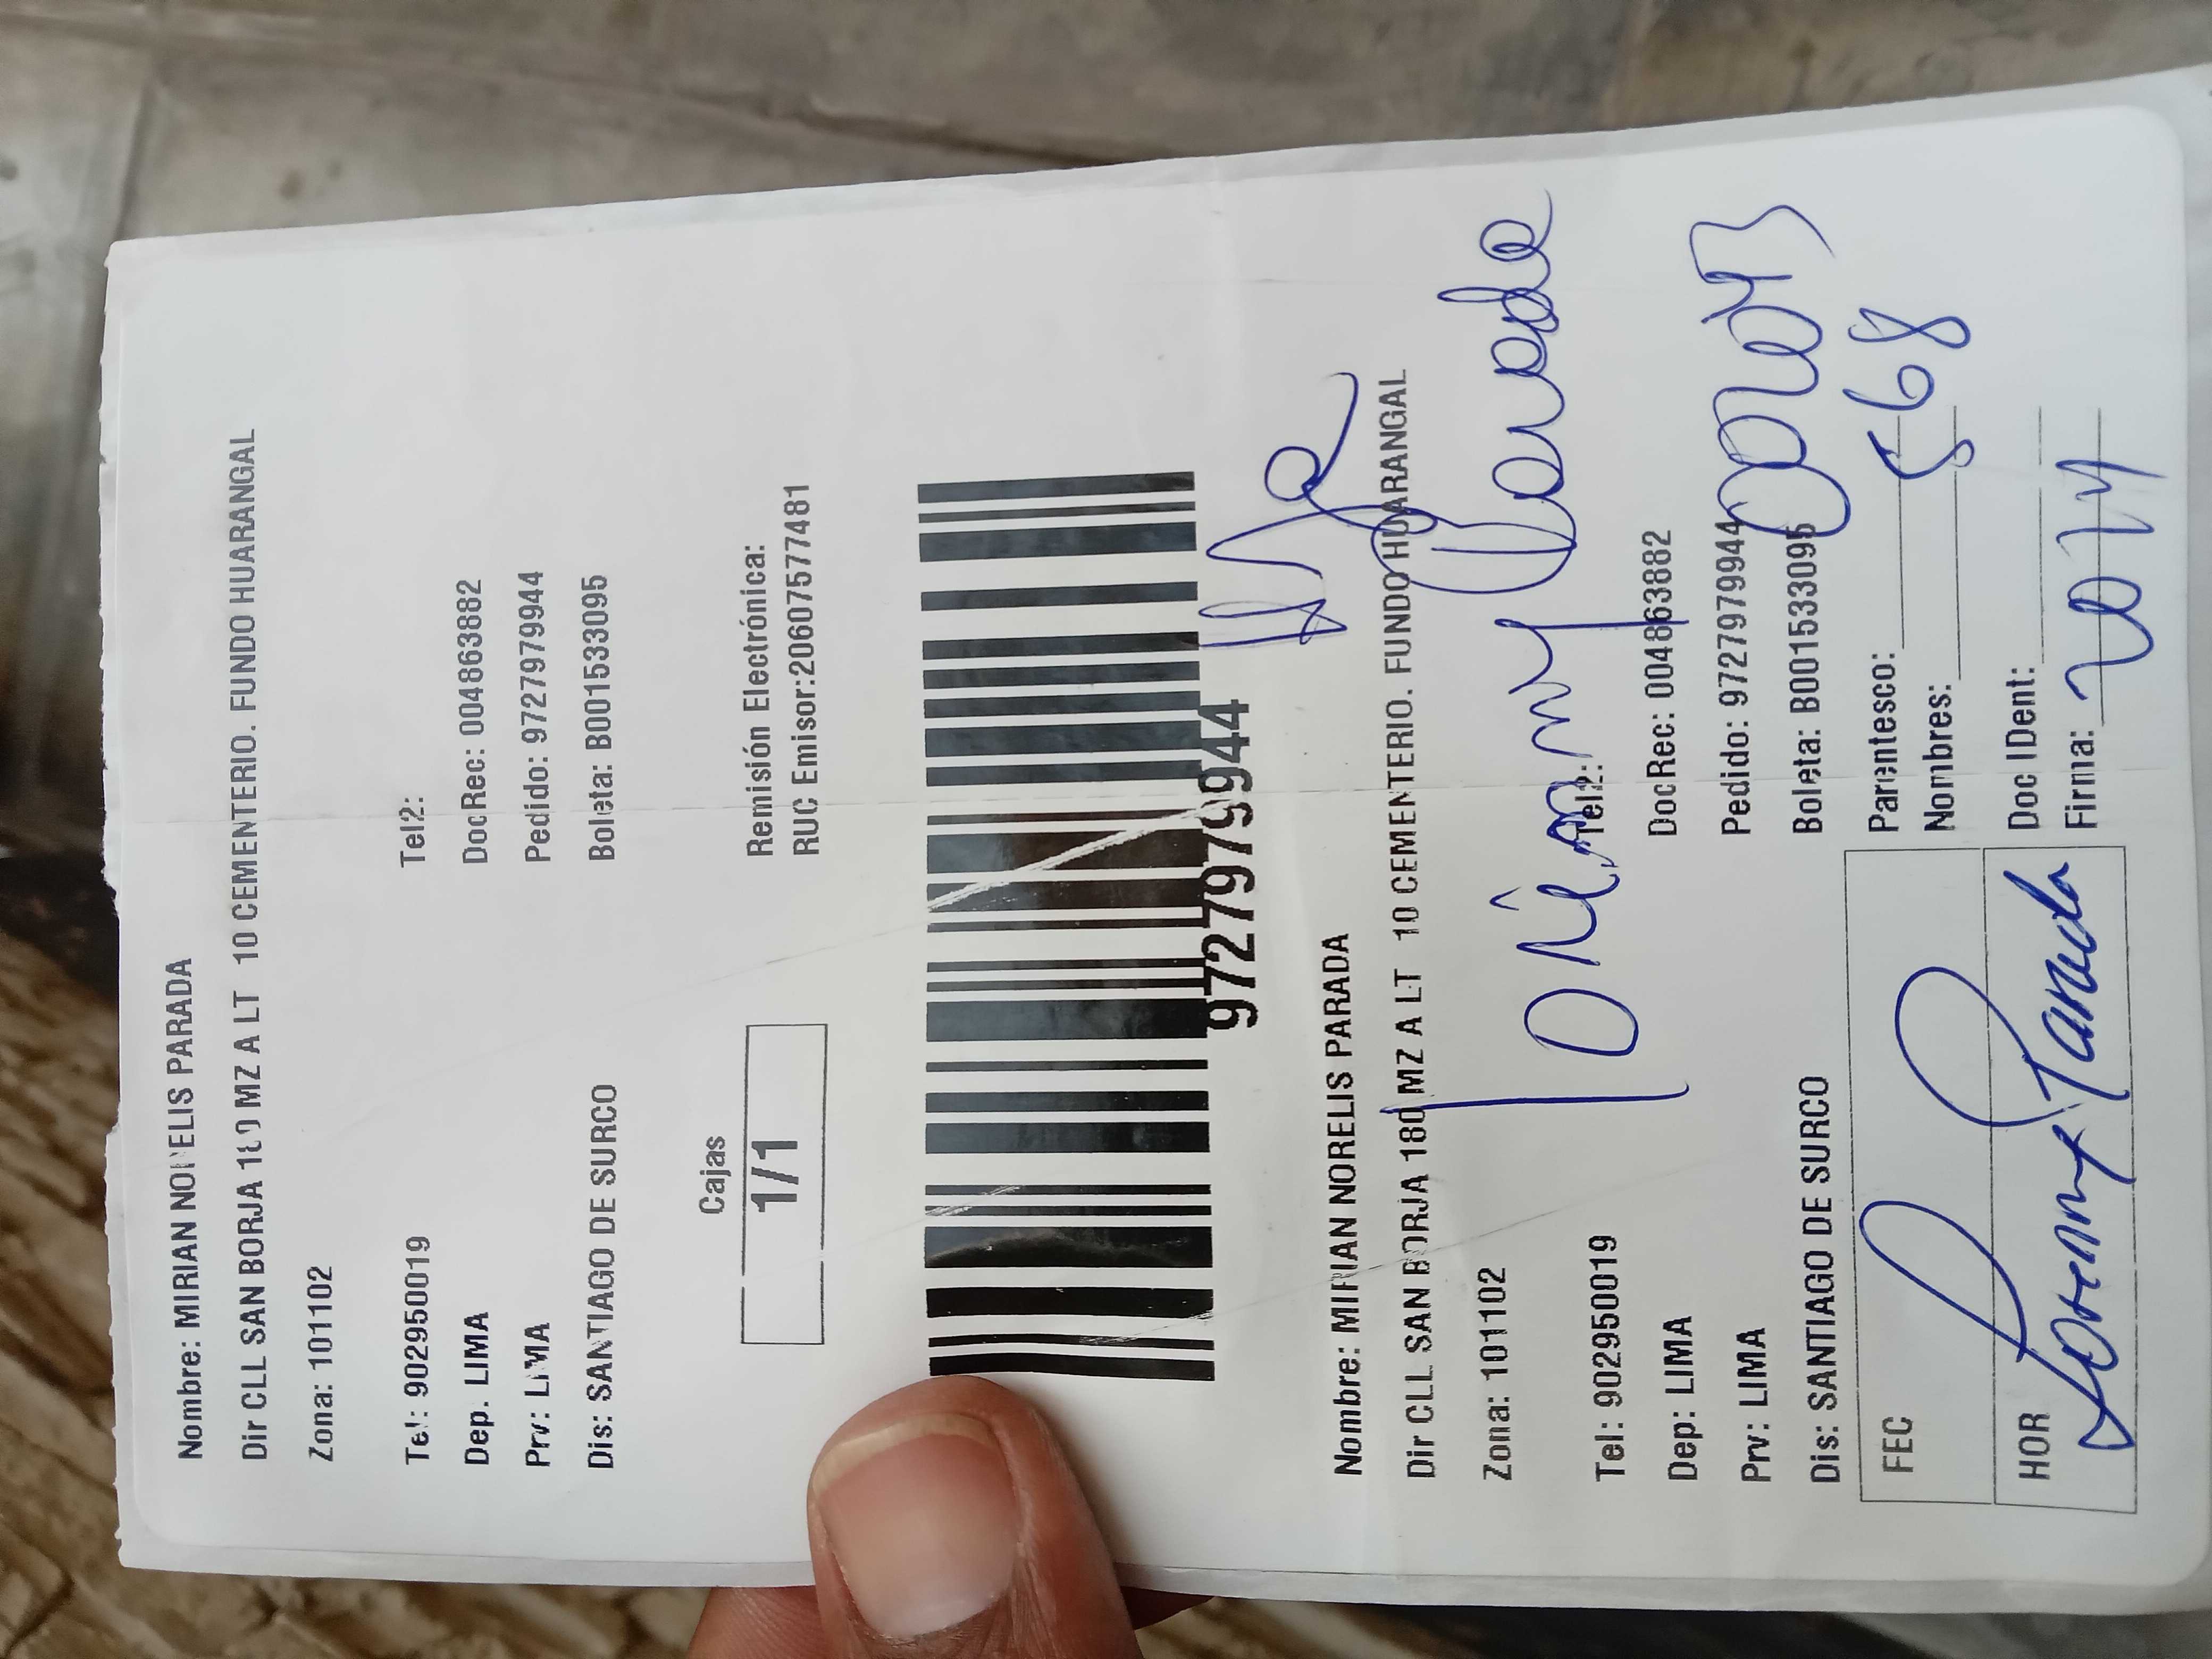 Nombre: MIRIAN NORELIS PARADA
Dir CLL SAN BORJA 180 MZ A LT 10 CEMENTERIO. FUNDO HUARANGAL
Zona: 101102
Tel: 902950019 Tel2:
Dep. LIMA DocRec: 004863882
Prv: LIMA Pedido: 9727979944
Dis: SANTIAGO DE SURCO Boleta: B001533095
Cajas
1/1
Remisión Electrónica:
RUC Emisor:20607577481
9727979944
Nombre: MIRIAN NORELIS PARADA
Dir CLL SAN BORJA 180 MZ A LT 10 CEMENTERIO. FUNDO HUARANGAL
Zona: 101102
Tel: 902950019 Tel2:
Dep: LIMA DocRec: 004863882
Prv: LIMA Pedido: 9727979944
Dis: SANTIAGO DE SURCO Boleta: B001533095
FEC
HOR
Parada
Parentesco:
Nombres: 568
Doc IDent:
Firma: